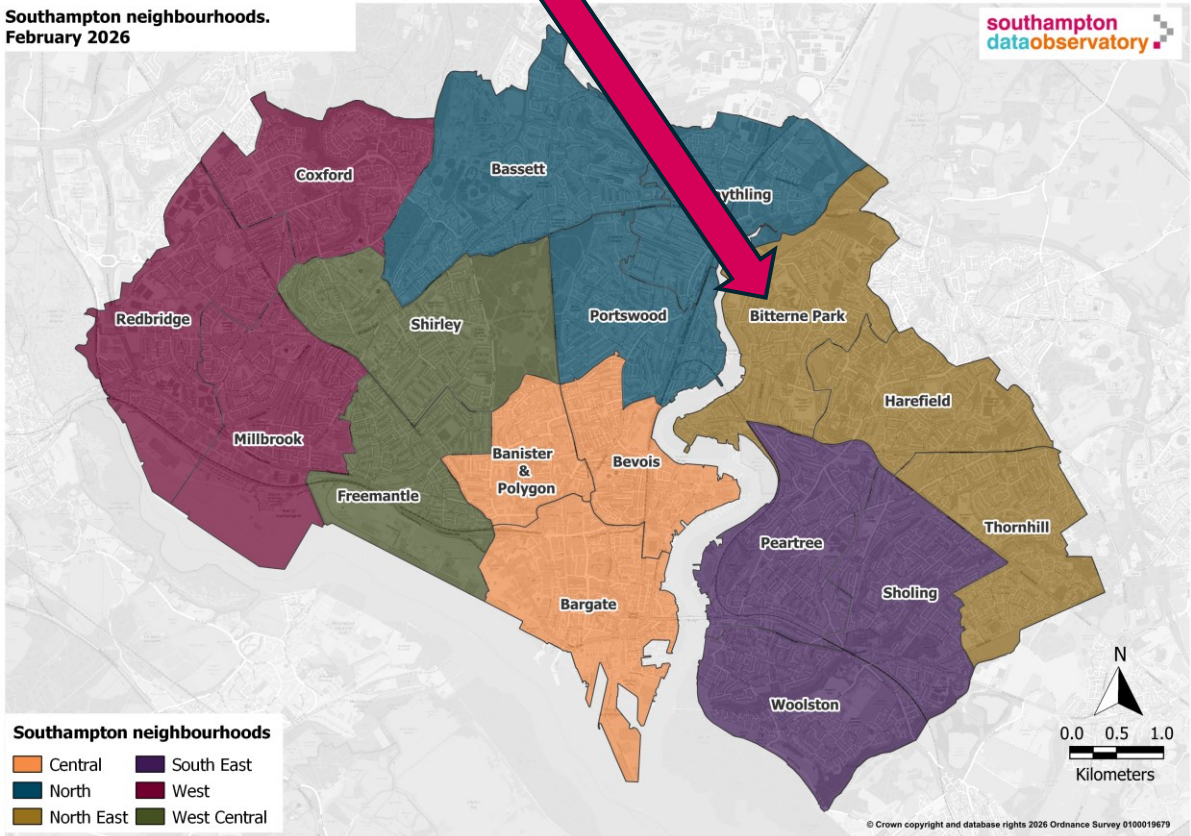 Southampton neighbourhoods.
February 2026
southampton
dataobservatory
Coxford
Bassett
ythling
Redbridge
Shirley
Portswood
Bitterne Park
Harefield
Millbrook
Banister
&
Polygon
Bevois
Freemantle
Thornhill
Peartree
Sholing
Bargate
Woolston
N
0.0 0.5 1.0
Kilometers
Southampton neighbourhoods
Central
South East
North
West
North East
West Central
© Crown copyright and database rights 2026 Ordnance Survey 0100019679